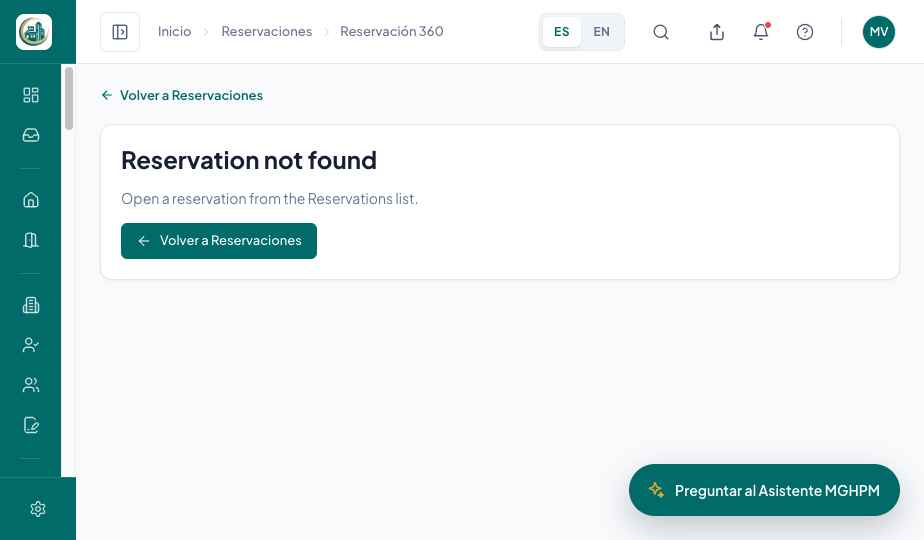 Inicio > Reservaciones > Reservación 360
ES EN
MV
← Volver a Reservaciones
Reservation not found
Open a reservation from the Reservations list.
← Volver a Reservaciones
Preguntar al Asistente MGHPM